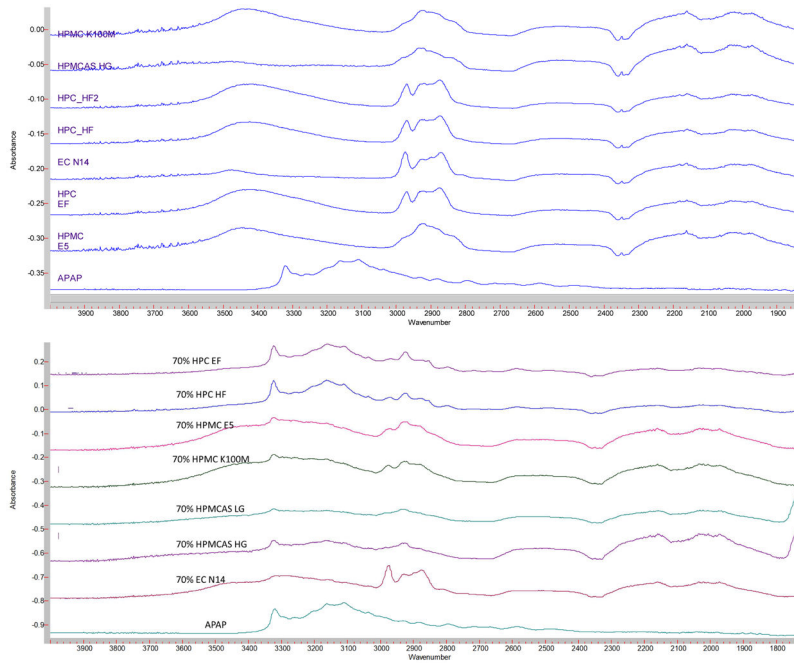 0.00
HPMC K100M
-0.05
HPMCAS HG
-0.10
HPC_HF2
-0.15
HPC_HF
Absorbance
-0.20
EC N14
-0.25
HPC
EF
-0.30
HPMC
E5
-0.35
APAP
3900 3800 3700 3600 3500 3400 3300 3200 3100 3000 2900 2800 2700 2600 2500 2400 2300 2200 2100 2000 1900
Wavenumber
0.2
70% HPC EF
0.1
70% HPC HF
0.0
70% HPMC E5
-0.1
-0.2
70% HPMC K100M
-0.3
Absorbance
-0.4
70% HPMCAS LG
-0.5
70% HPMCAS HG
-0.6
-0.7
70% EC N14
-0.8
-0.9
APAP
3900 3800 3700 3600 3500 3400 3300 3200 3100 3000 2900 2800 2700 2600 2500 2400 2300 2200 2100 2000 1900 1800
Wavenumber